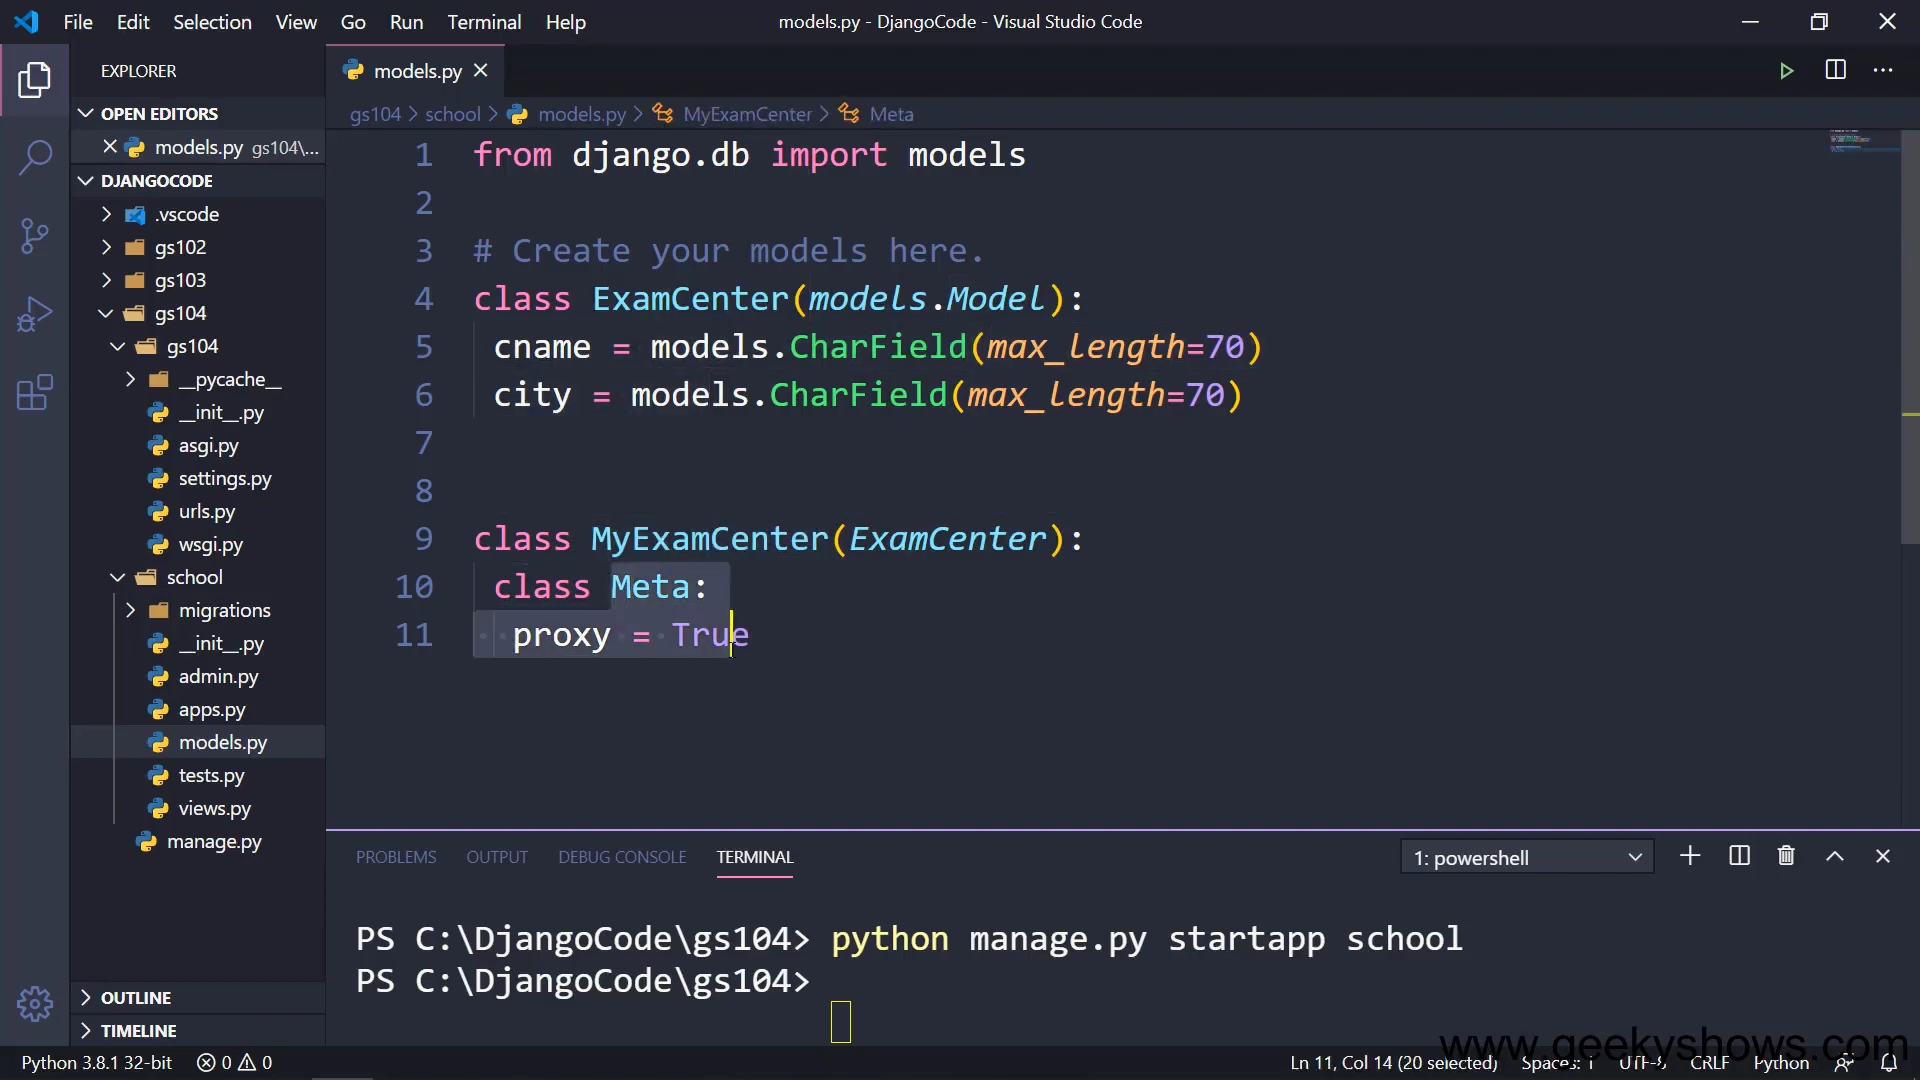 File Edit Selection View Go Run Terminal Help models.py - DjangoCode - Visual Studio Code
EXPLORER
OPEN EDITORS
models.py gs104\...
DJANGOCODE
.vscode
gs102
gs103
gs104
gs104
__pycache__
__init__.py
asgi.py
settings.py
urls.py
wsgi.py
school
migrations
__init__.py
admin.py
apps.py
models.py
tests.py
views.py
manage.py
OUTLINE
TIMELINE
models.py
gs104 > school > models.py > MyExamCenter > Meta
1 from django.db import models
2
3 # Create your models here.
4 class ExamCenter(models.Model):
5 cname = models.CharField(max_length=70)
6 city = models.CharField(max_length=70)
7
8
9 class MyExamCenter(ExamCenter):
10 class Meta:
11 proxy = True
PROBLEMS OUTPUT DEBUG CONSOLE TERMINAL 1: powershell
PS C:\DjangoCode\gs104> python manage.py startapp school
PS C:\DjangoCode\gs104>
www.geekyshows.com
Python 3.8.1 32-bit 0 0 Ln 11, Col 14 (20 selected) Spaces: 1 UTF-8 CRLF Python